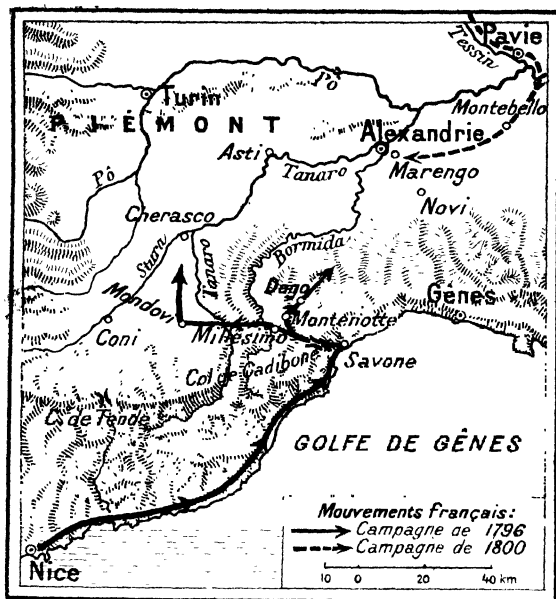 Pavie
Tessin
Pô
Turin
Montebello
PIÉMONT
Alexandrie
Asti
Marengo
Tanaro
Pô
Novi
Cherasco
Bormida
Stura
Tanaro
Dego
Gênes
Mondovi
Montenotte
Coni
Millesimo
Savone
Col de Cadibone
C. de Tende
GOLFE DE GÊNES
Mouvements français:
Campagne de 1796
Campagne de 1800
Nice
10 0 10 20 40 km